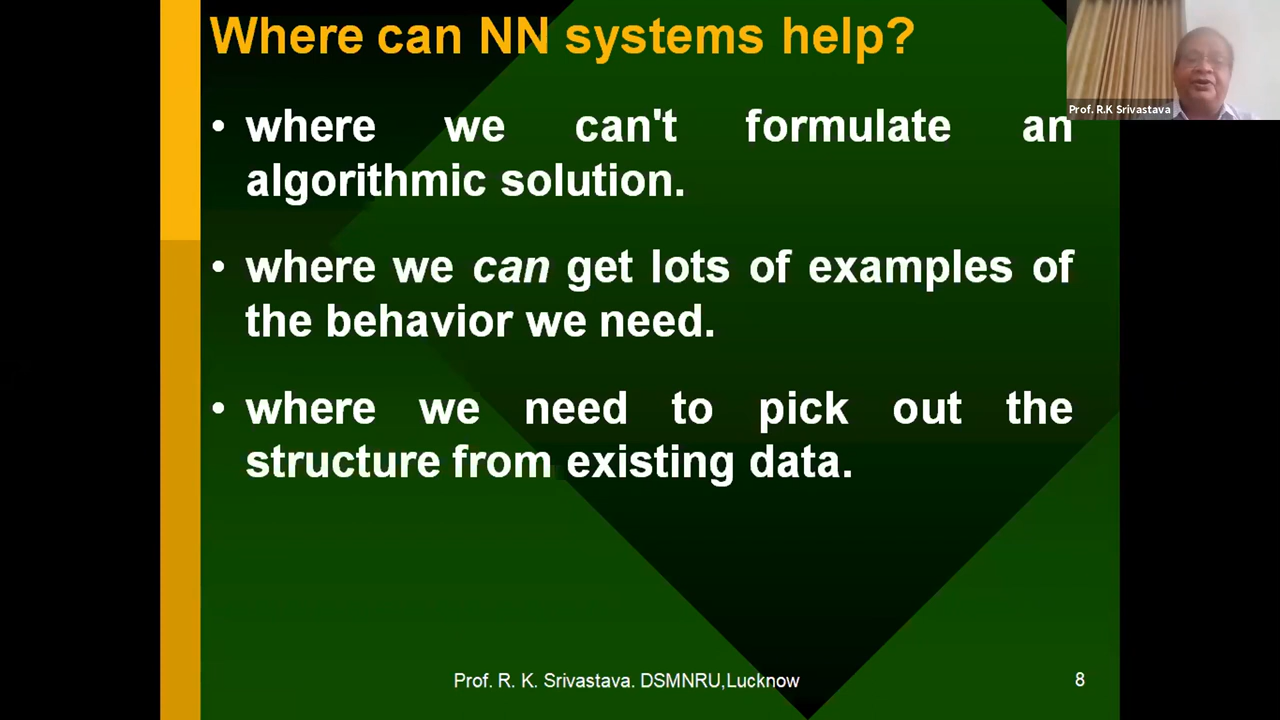 Where can NN systems help?
Prof. R.K Srivastava
• where we can't formulate an
algorithmic solution.
• where we can get lots of examples of
the behavior we need.
• where we need to pick out the
structure from existing data.
Prof. R. K. Srivastava. DSMNRU,Lucknow
8